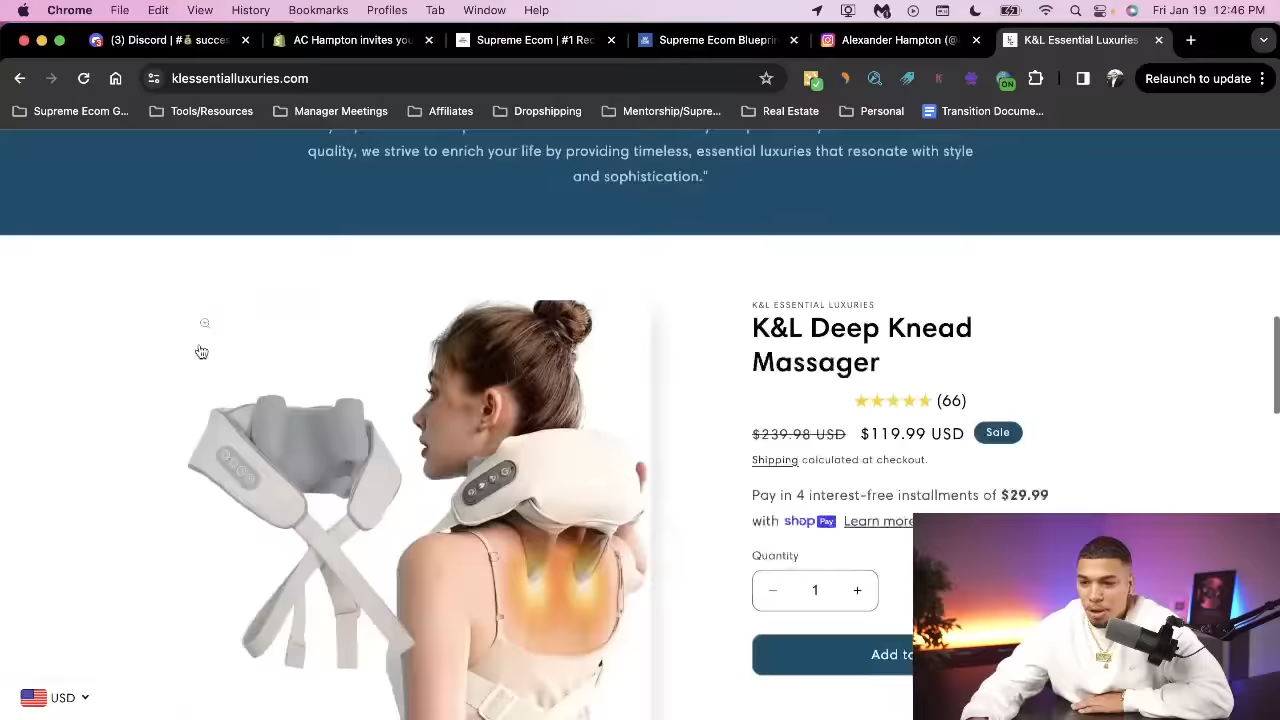 Chrome File Edit View History Bookmarks Profiles Tab Window Help Fri Jan 19 12:46 PM
(3) Discord | #💰 succes AC Hampton invites you Supreme Ecom | #1 Rec Supreme Ecom Blueprin Alexander Hampton (@ K&L Essential Luxuries
klessentialluxuries.com ON Relaunch to update
Supreme Ecom G... Tools/Resources Manager Meetings Affiliates Dropshipping Mentorship/Supre... Real Estate Personal Transition Docume...
quality, we strive to enrich your life by providing timeless, essential luxuries that resonate with style
and sophistication."
K&L ESSENTIAL LUXURIES
K&L Deep Knead
Massager
★★★★★ (66)
$239.98 USD $119.99 USD Sale
Shipping calculated at checkout.
Pay in 4 interest-free installments of $29.99
with shop Pay Learn more
Quantity
− 1 +
Add to
USD